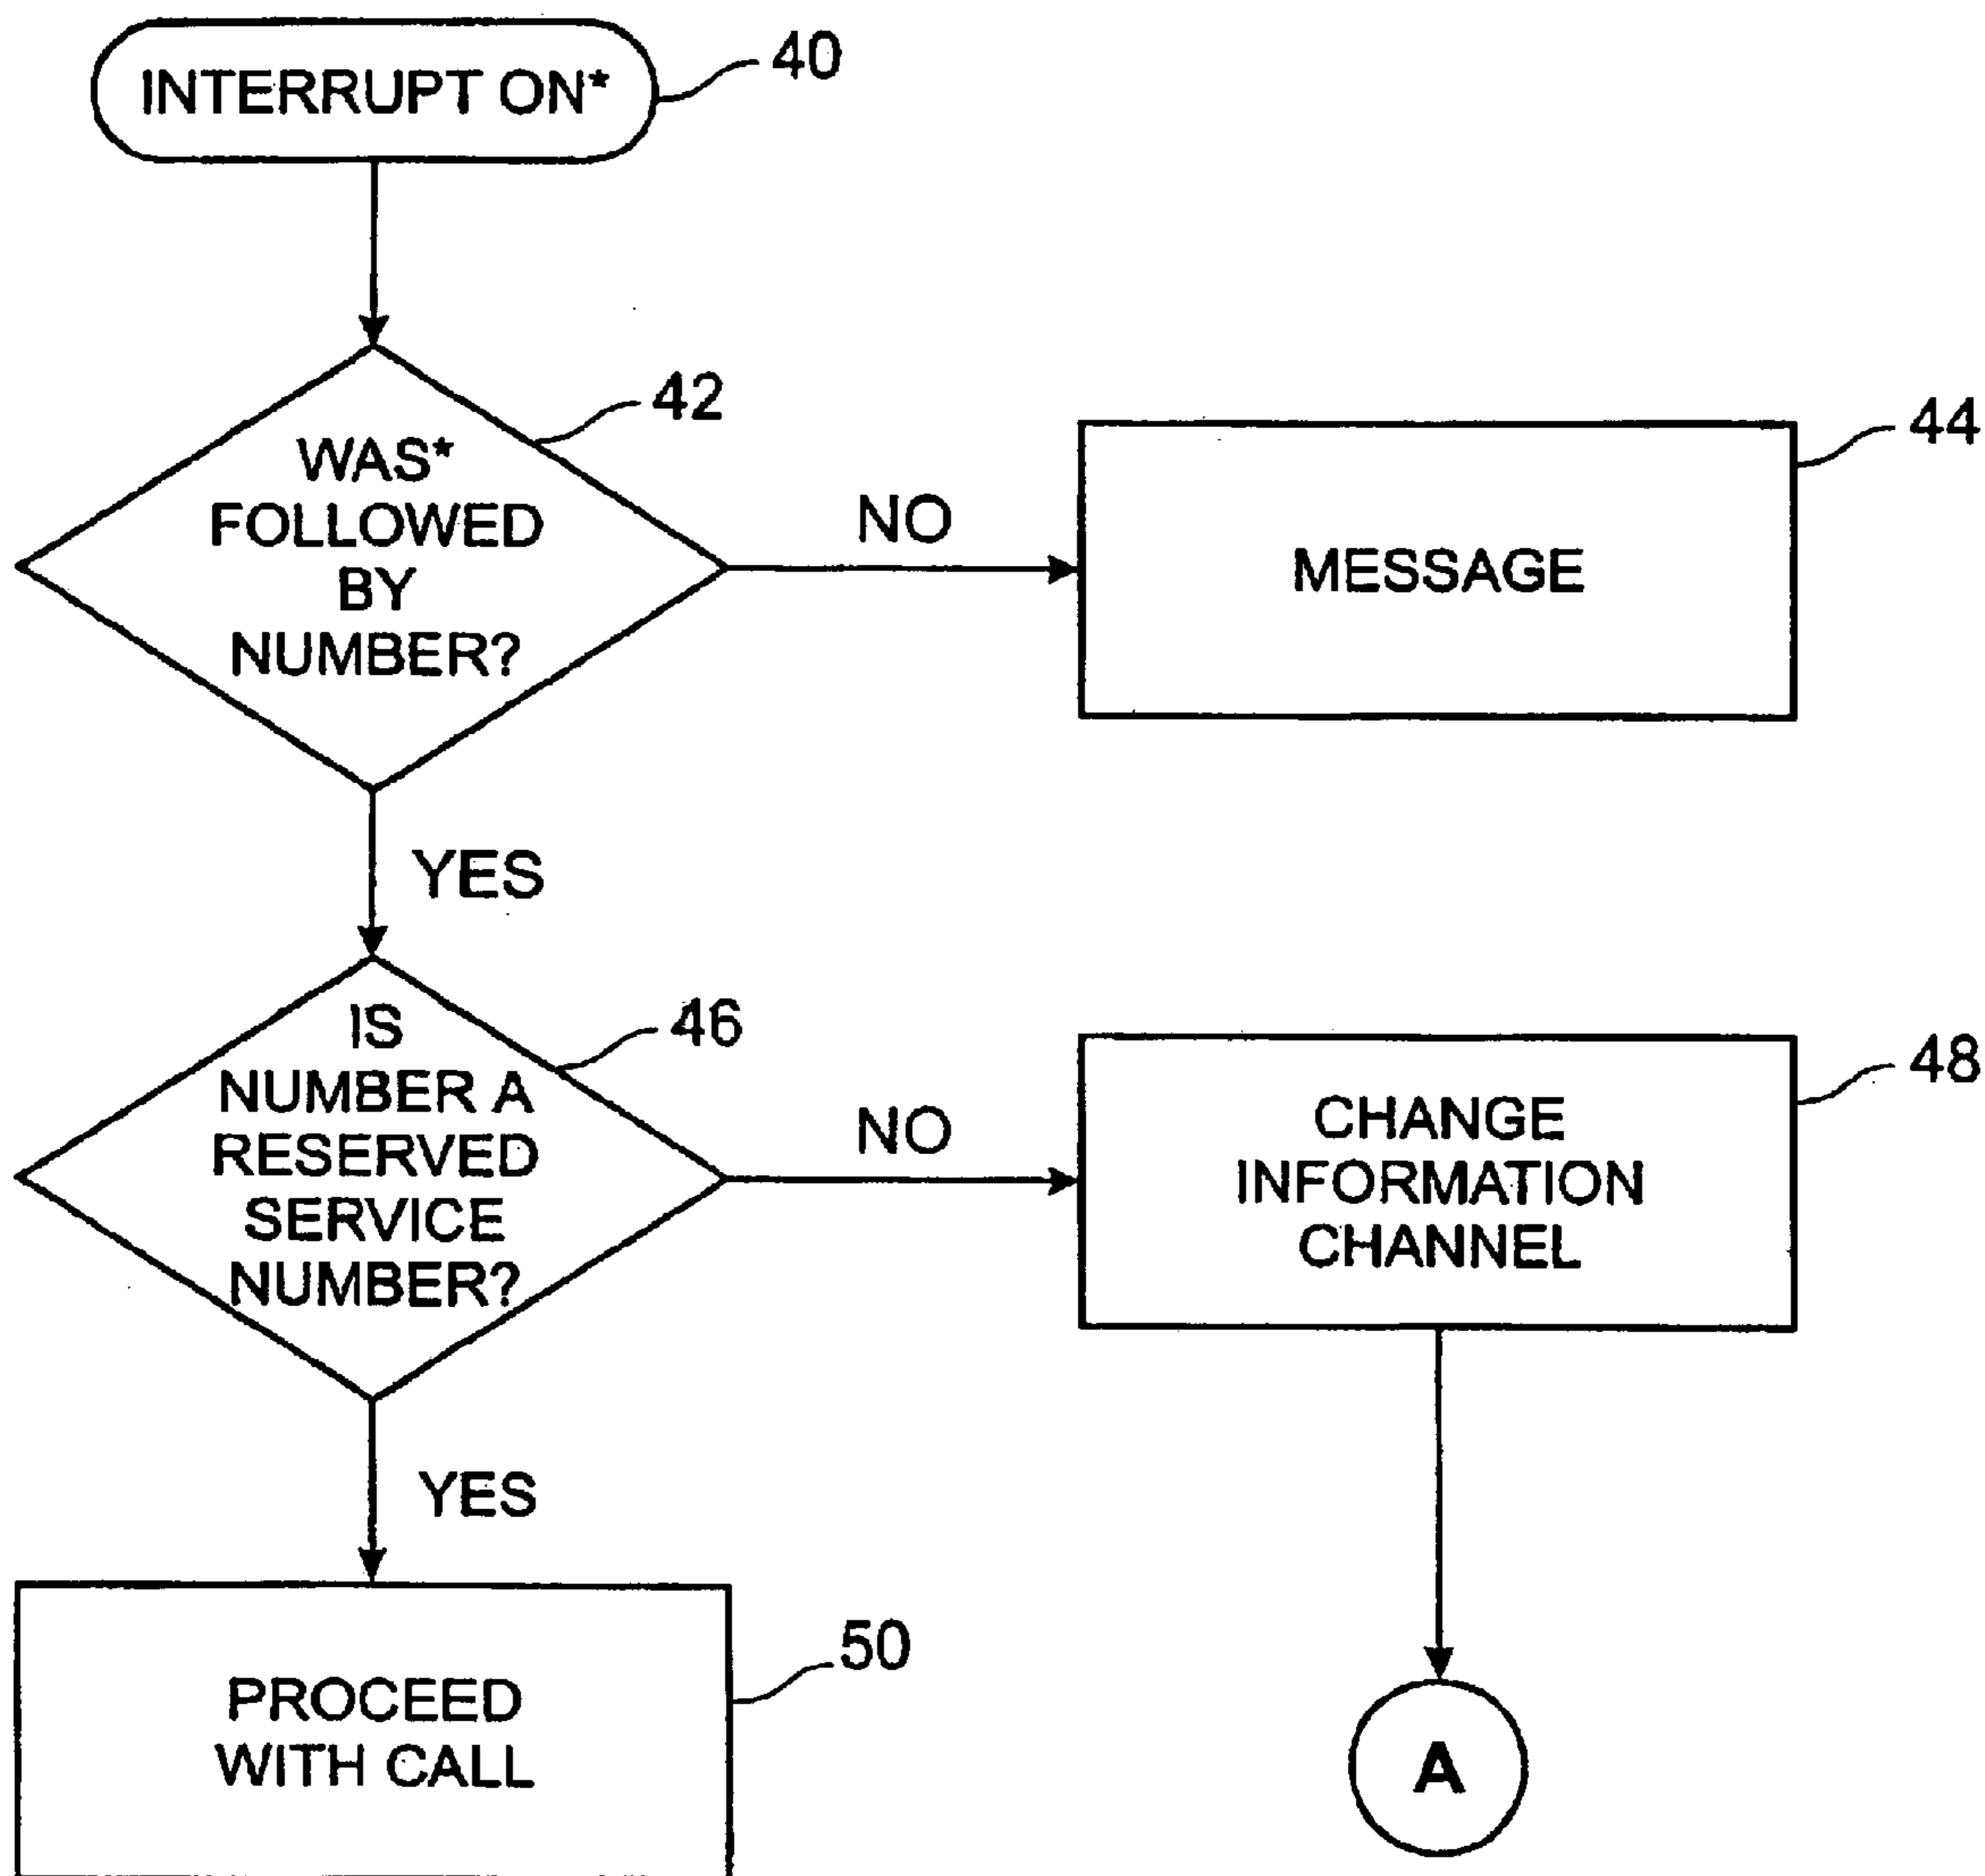 INTERRUPT ON*
40
42
WAS*
FOLLOWED
BY
NUMBER?
NO
44
MESSAGE
YES
46
IS
NUMBER A
RESERVED
SERVICE
NUMBER?
NO
48
CHANGE
INFORMATION
CHANNEL
YES
50
PROCEED
WITH CALL
A